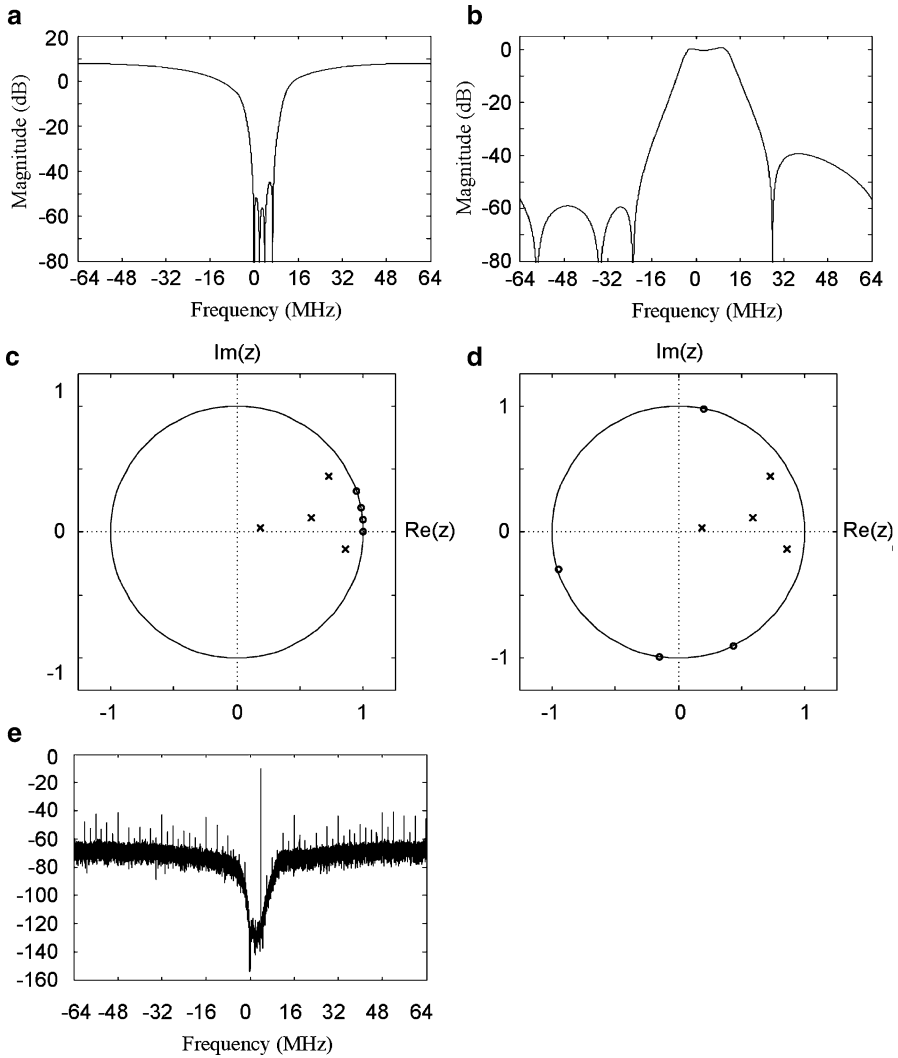 a
b
20
0
-20
-40
-60
-80
Magnitude (dB)
-64 -48 -32 -16 0 16 32 48 64
Frequency (MHz)
0
-20
-40
-60
-80
Magnitude (dB)
-64 -48 -32 -16 0 16 32 48 64
Frequency (MHz)
c
Im(z)
d
Im(z)
1
0
-1
Re(z)
-1 0 1
1
0
-1
Re(z)
-1 0 1
e
0
-20
-40
-60
-80
-100
-120
-140
-160
-64 -48 -32 -16 0 16 32 48 64
Frequency (MHz)